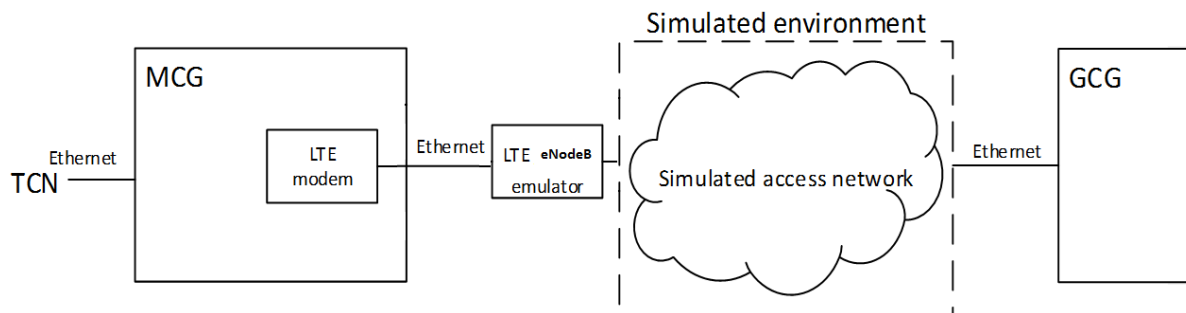 Simulated environment
MCG
GCG
Ethernet
TCN
LTE
modem
Ethernet
LTE eNodeB
emulator
Simulated access network
Ethernet